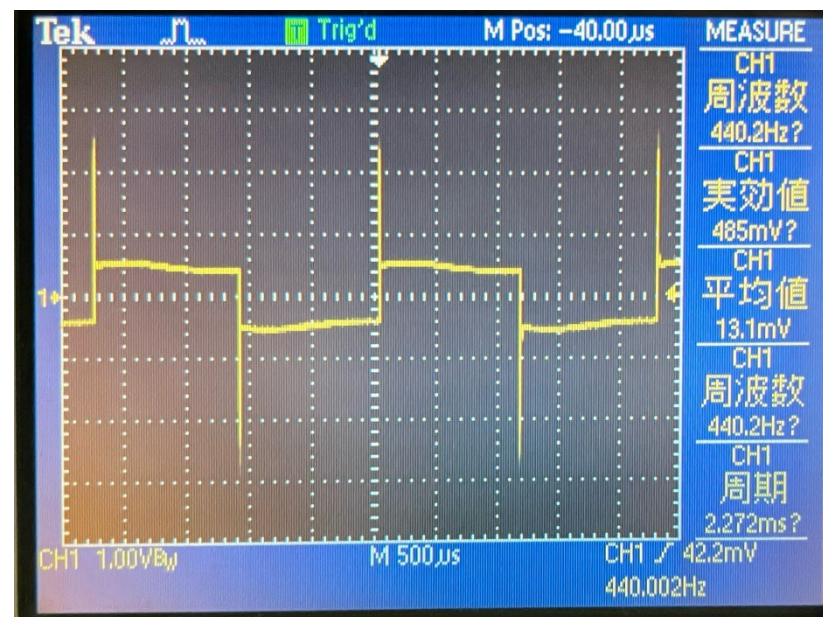 Tek T Trig'd M Pos: −40.00µs MEASURE
CH1
周波数
440.2Hz?
CH1
実効値
485mV?
CH1
平均値
13.1mV
CH1
周波数
440.2Hz?
CH1
周期
2.272ms?
1
CH1 1.00VBW M 500µs CH1 42.2mV
440.002Hz